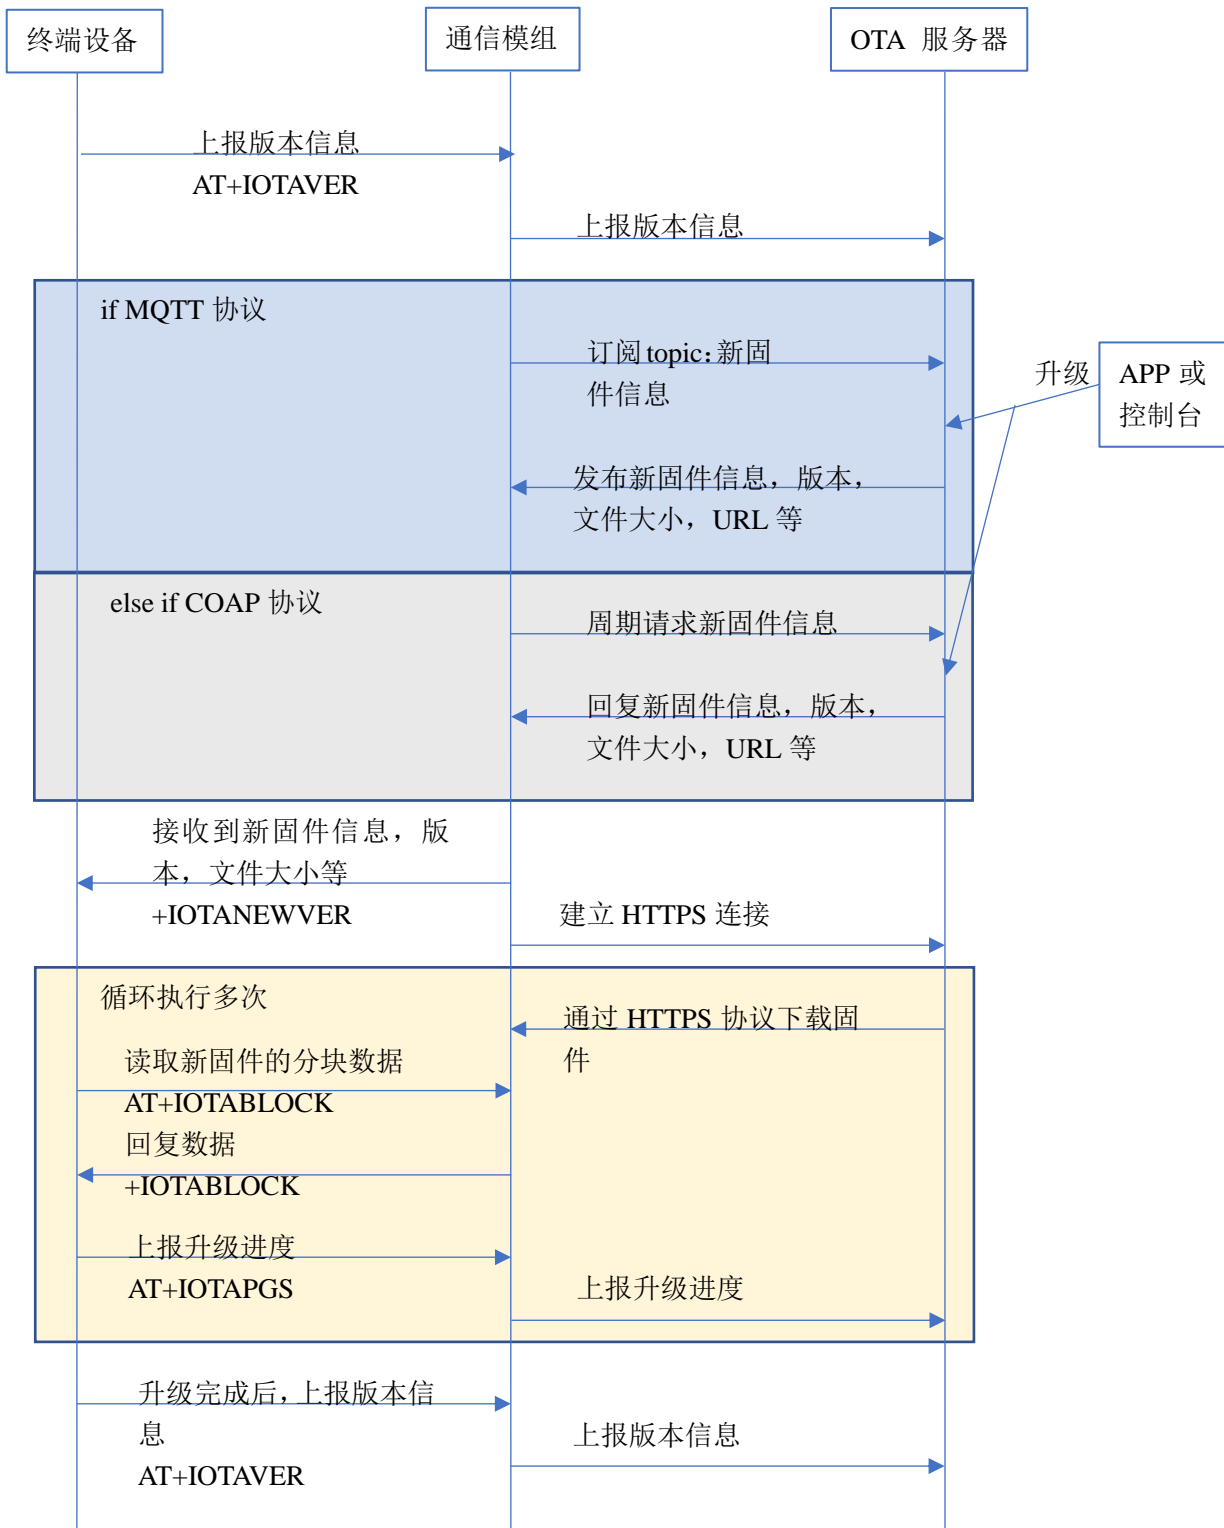 终端设备
通信模组
OTA 服务器
上报版本信息
AT+IOTAVER
上报版本信息
if MQTT 协议
订阅 topic：新固
件信息
升级
APP 或
控制台
发布新固件信息，版本，
文件大小，URL 等
else if COAP 协议
周期请求新固件信息
回复新固件信息，版本，
文件大小，URL 等
接收到新固件信息，版
本，文件大小等
+IOTANEWVER
建立 HTTPS 连接
循环执行多次
通过 HTTPS 协议下载固
件
读取新固件的分块数据
AT+IOTABLOCK
回复数据
+IOTABLOCK
上报升级进度
AT+IOTAPGS
上报升级进度
升级完成后，上报版本信
息
AT+IOTAVER
上报版本信息